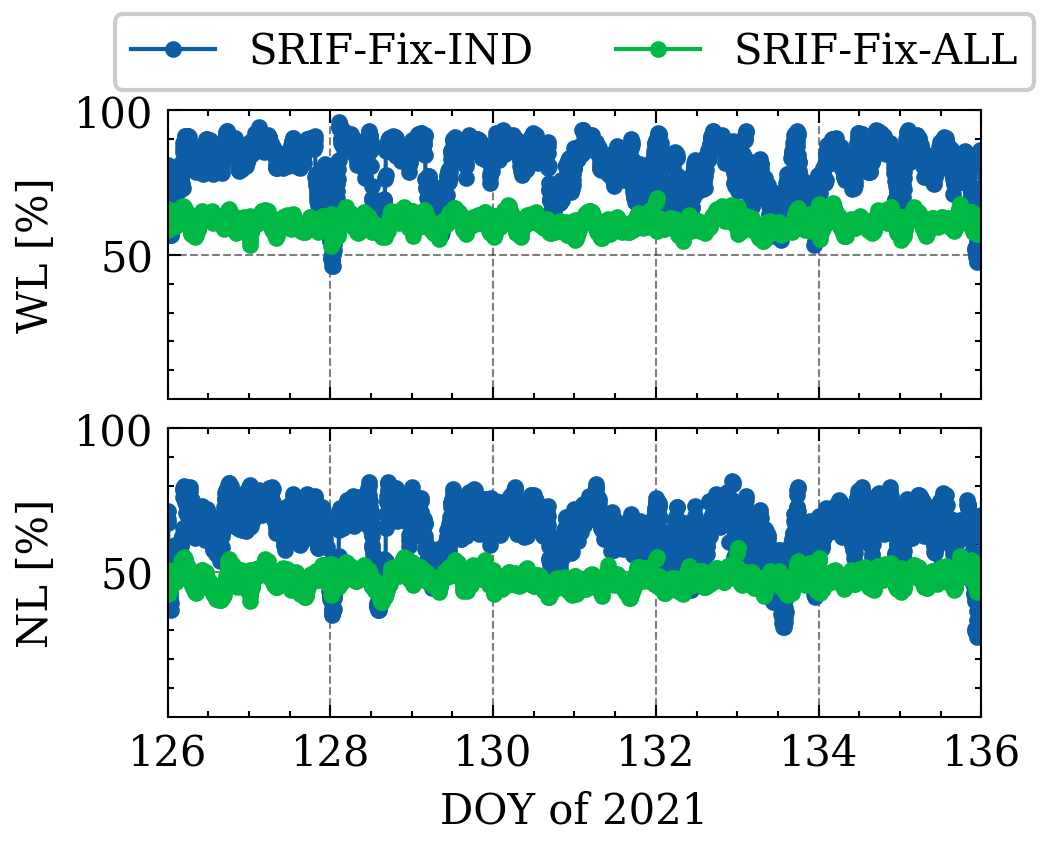 SRIF-Fix-IND SRIF-Fix-ALL
100
50
WL [%]
100
50
NL [%]
126 128 130 132 134 136
DOY of 2021